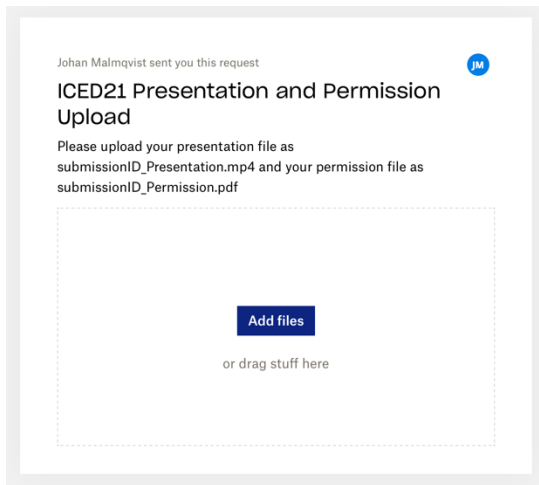 Johan Malmqvist sent you this request
JM
ICED21 Presentation and Permission
Upload
Please upload your presentation file as
submissionID_Presentation.mp4 and your permission file as
submissionID_Permission.pdf
Add files
or drag stuff here